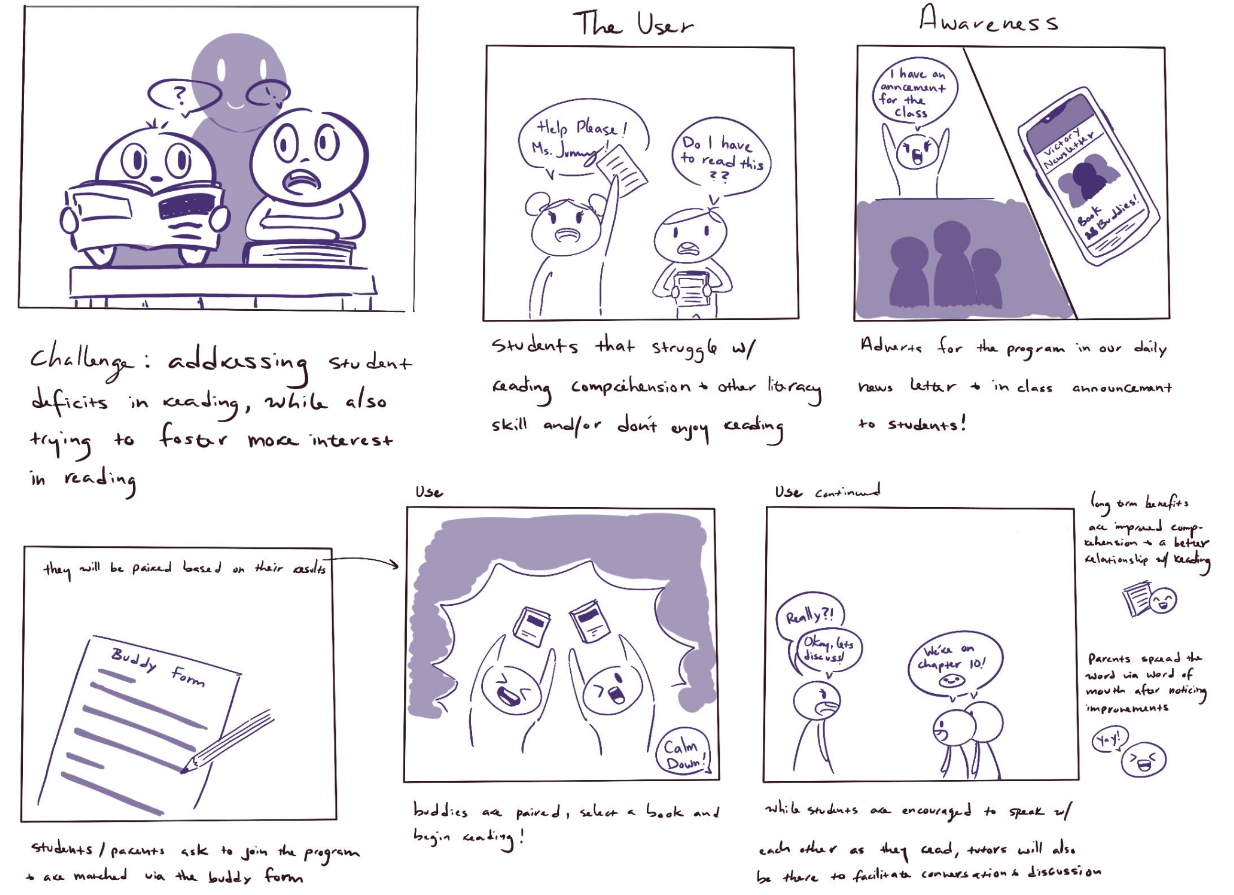 ?
!
Challenge: addressing student
deficits in reading, while also
trying to foster more interest
in reading
The User
Help Please!
Ms.
Do I have
to read this
??
Students that struggle w/
reading comprehension + other literacy
skill and/or don't enjoy reading
Awareness
I have an
anncement
for the
class
Victory
Newsletter
Book
Buddies!
Adverts for the program in our daily
news letter + in class announcement
to students!
they will be paired based on their results
Buddy Form
Students/parents ask to join the program
+ are matched via the buddy form
Use
Calm
Down!
buddies are paired, select a book and
begin reading!
Use continued
Really?!
Okay, lets
discuss!
We're on
chapter 10!
while students are encouraged to speak w/
each other as they read, tutors will also
be there to facilitate conversation & discussion
long term benefits
are improved comp-
rehension + a better
relationship w/ reading
Parents spread the
word via word of
mouth after noticing
improvements
Yay!